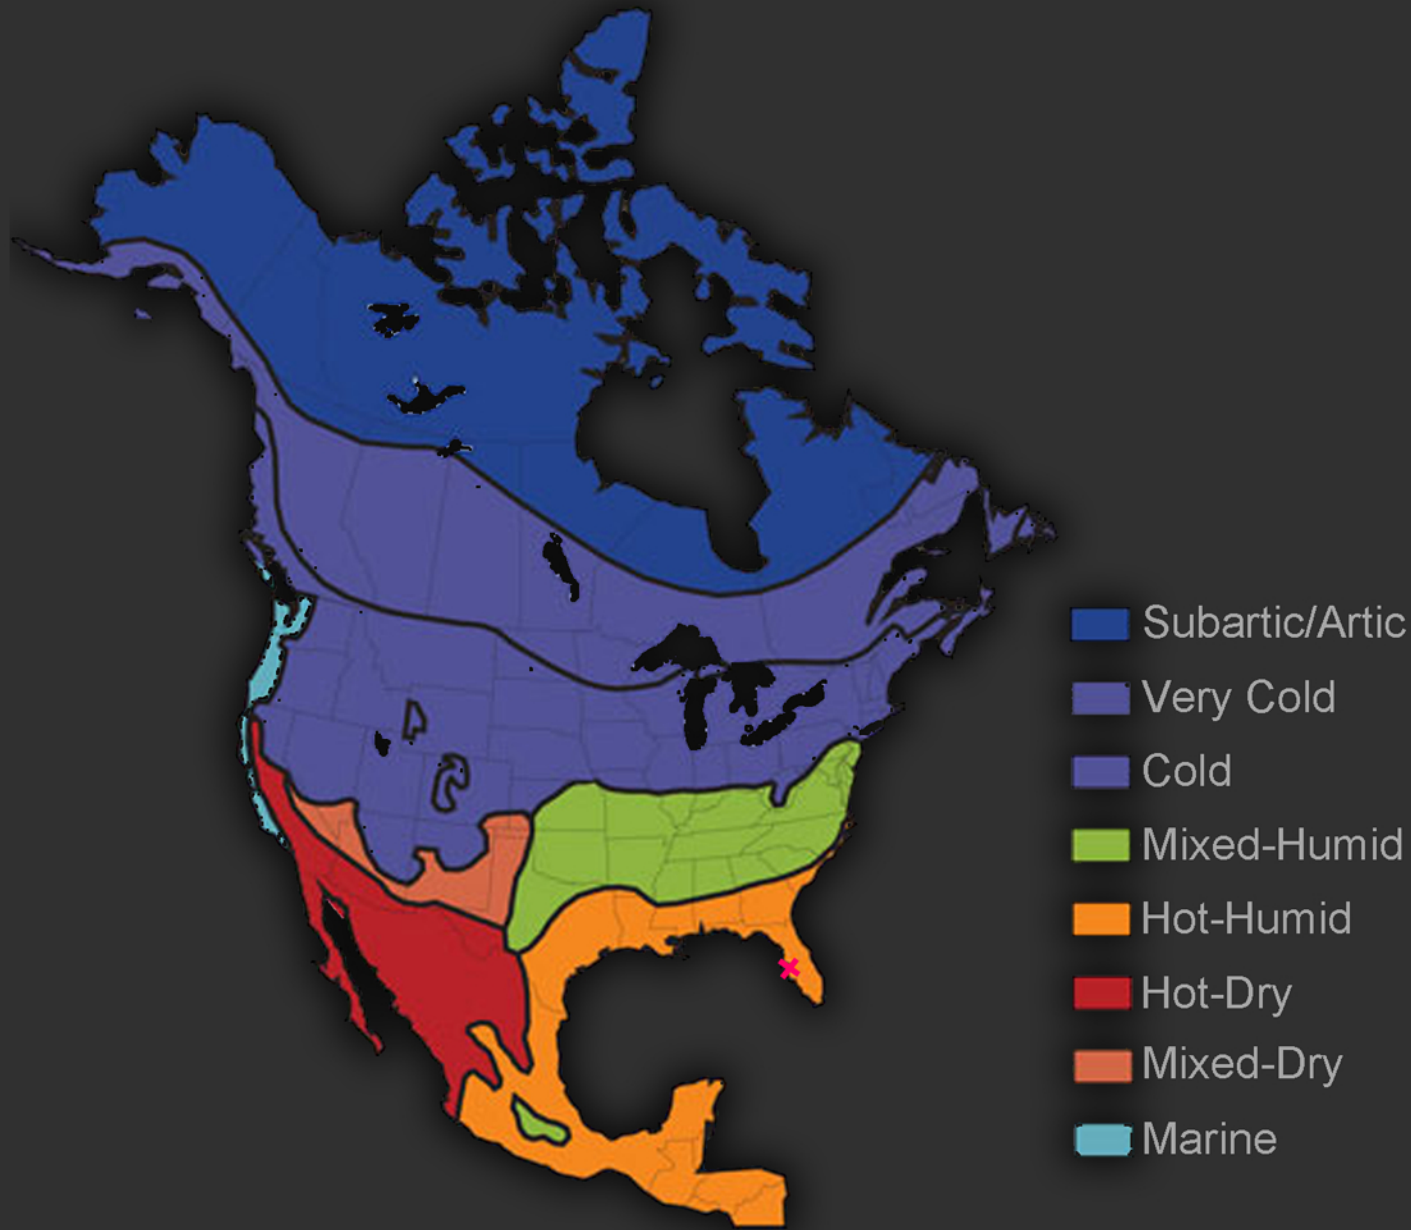 Subartic/Artic
Very Cold
Cold
Mixed-Humid
Hot-Humid
Hot-Dry
Mixed-Dry
Marine